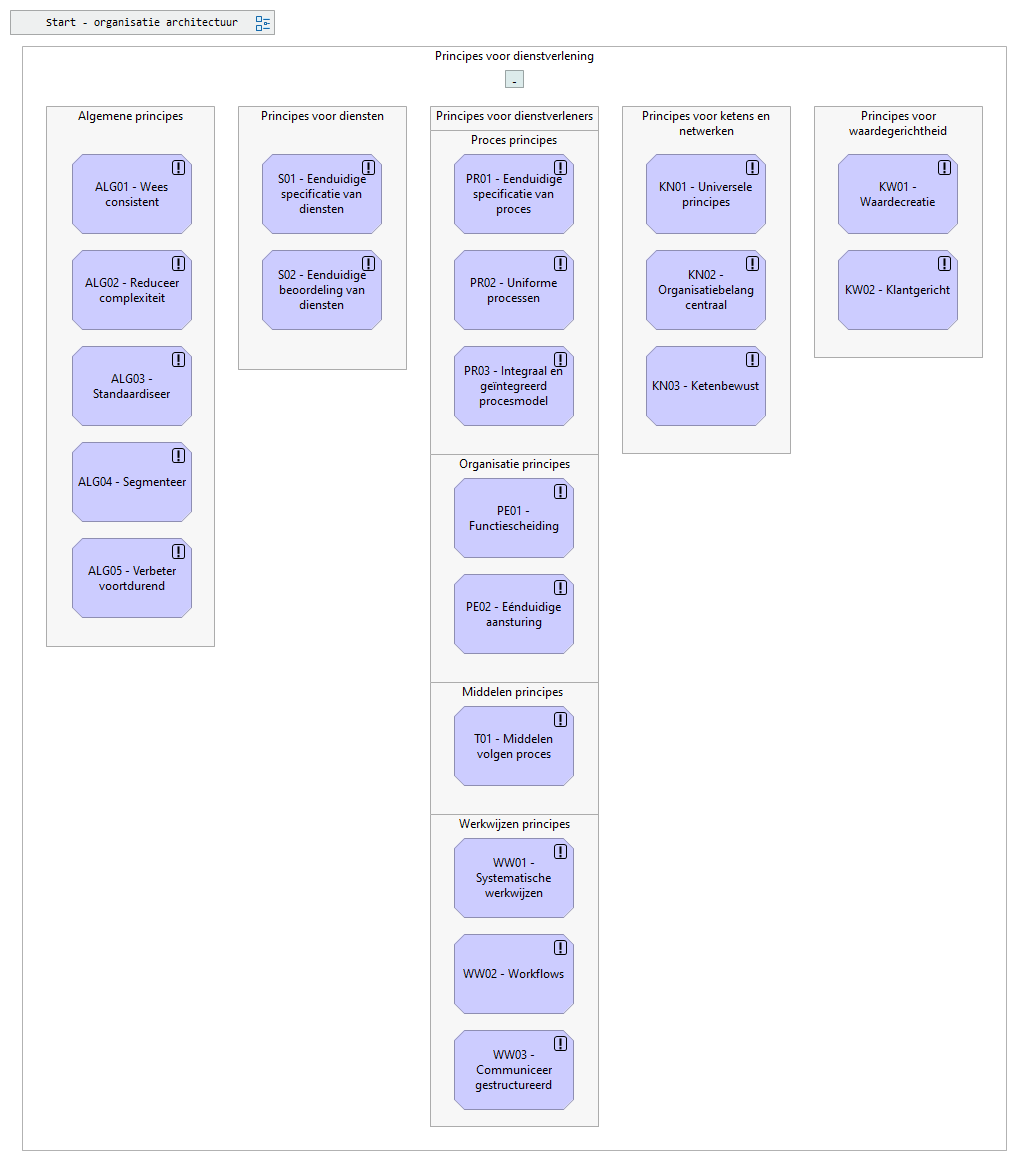 Start - organisatie architectuur
Principes voor dienstverlening
-
Algemene principes
ALG01 - Wees
consistent
ALG02 - Reduceer
complexiteit
ALG03 -
Standaardiseer
ALG04 - Segmenteer
ALG05 - Verbeter
voortdurend
Principes voor diensten
S01 - Eenduidige
specificatie van
diensten
S02 - Eenduidige
beoordeling van
diensten
Principes voor dienstverleners
Proces principes
PR01 - Eenduidige
specificatie van
proces
PR02 - Uniforme
processen
PR03 - Integraal en
geïntegreerd
procesmodel
Organisatie principes
PE01 -
Functiescheiding
PE02 - Eénduidige
aansturing
Middelen principes
T01 - Middelen
volgen proces
Werkwijzen principes
WW01 -
Systematische
werkwijzen
WW02 - Workflows
WW03 -
Communiceer
gestructureerd
Principes voor ketens en
netwerken
KN01 - Universele
principes
KN02 -
Organisatiebelang
centraal
KN03 - Ketenbewust
Principes voor
waardegerichtheid
KW01 -
Waardecreatie
KW02 - Klantgericht